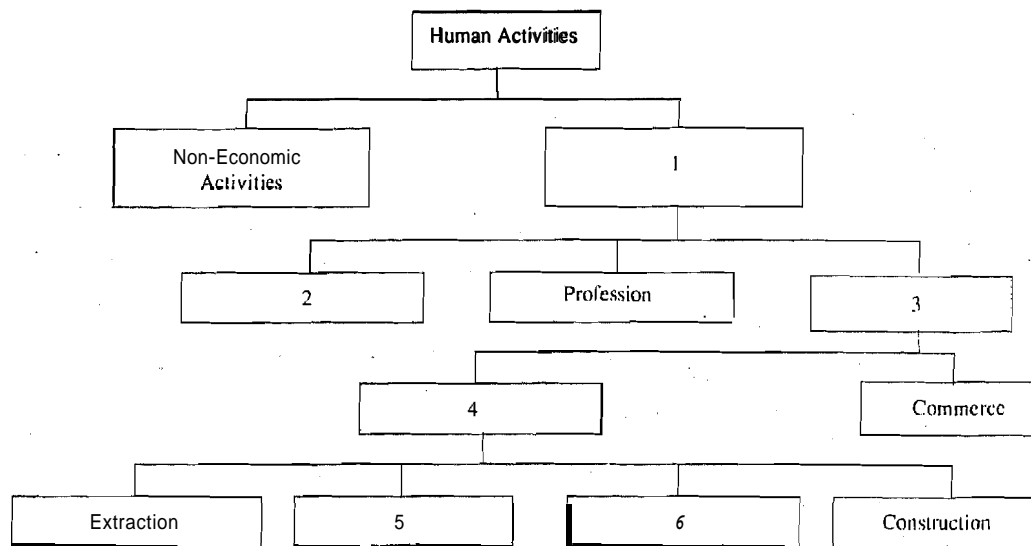 Human Activities
Non-Economic
Activities
1
2
Profession
3
4
Commerce
Extraction
5
6
Construction